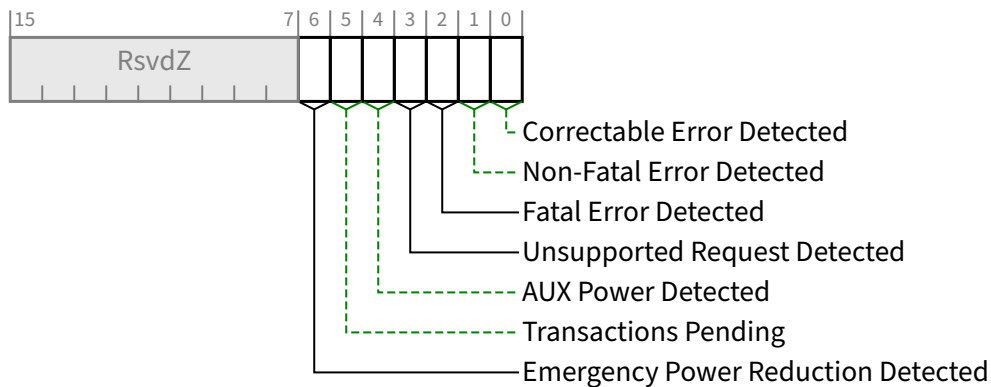 15 7 6 5 4 3 2 1 0
RsvdZ
Correctable Error Detected
Non-Fatal Error Detected
Fatal Error Detected
Unsupported Request Detected
AUX Power Detected
Transactions Pending
Emergency Power Reduction Detected